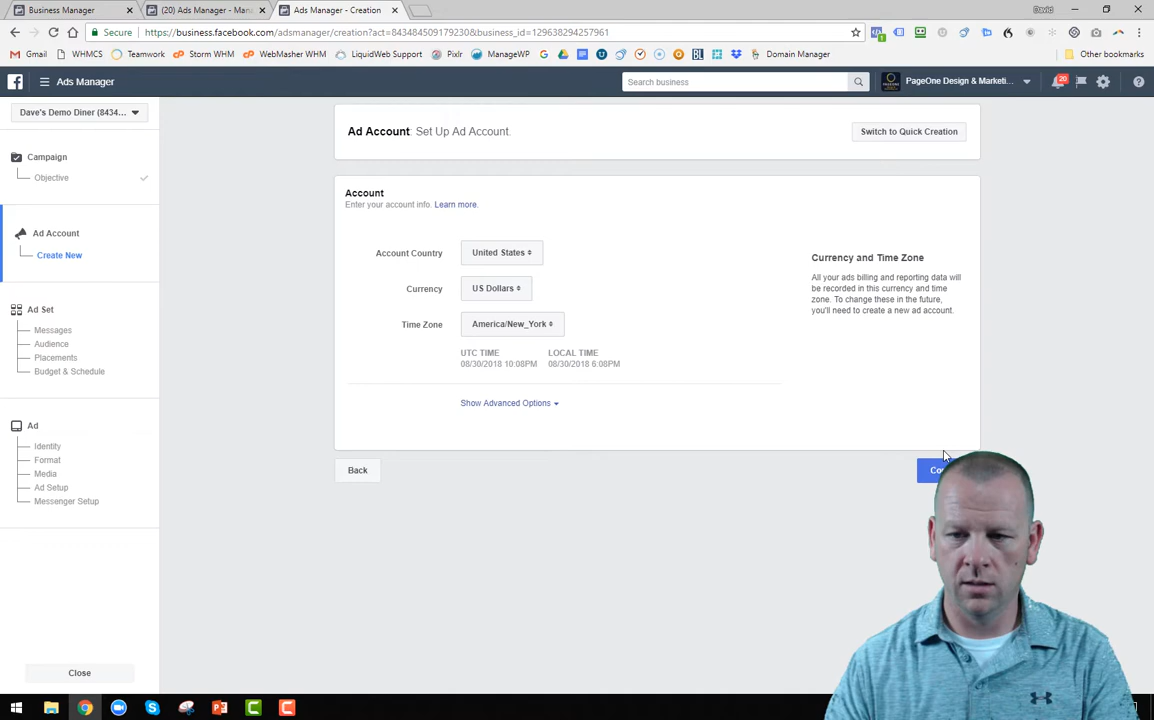 Business Manager
(20) Ads Manager - Man
Ads Manager - Creation
David
Secure
https://business.facebook.com/adsmanager/creation?act=843484509179230&business_id=129638294257961
Gmail
WHMCS
Teamwork
Storm WHM
WebMaster WHM
LiquidWeb Support
Pixlr
ManageWP
Domain Manager
Other bookmarks
Ads Manager
Search business
PageOne Design & Marketi...
20
Dave's Demo Diner (8434...
Ad Account: Set Up Ad Account.
Switch to Quick Creation
Campaign
Objective
Ad Account
Create New
Ad Set
Messages
Audience
Placements
Budget & Schedule
Ad
Identity
Format
Media
Ad Setup
Messenger Setup
Close
Account
Enter your account info. Learn more.
Account Country
United States
Currency
US Dollars
Time Zone
America/New_York
UTC TIME
LOCAL TIME
08/30/2018 10:08PM
08/30/2018 6:08PM
Show Advanced Options
Currency and Time Zone
All your ads billing and reporting data
will be recorded in this currency and time
zone. To change these in the future,
you'll need to create a new ad account.
Back